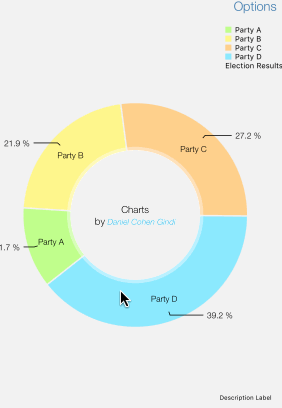 Options
Party A
Party B
Party C
Party D
Election Results
27.2 %
21.9 %
Party C
Party B
Charts
by Daniel Cohen Gindi
Party A
1.7 %
Party D
39.2 %
Description Label